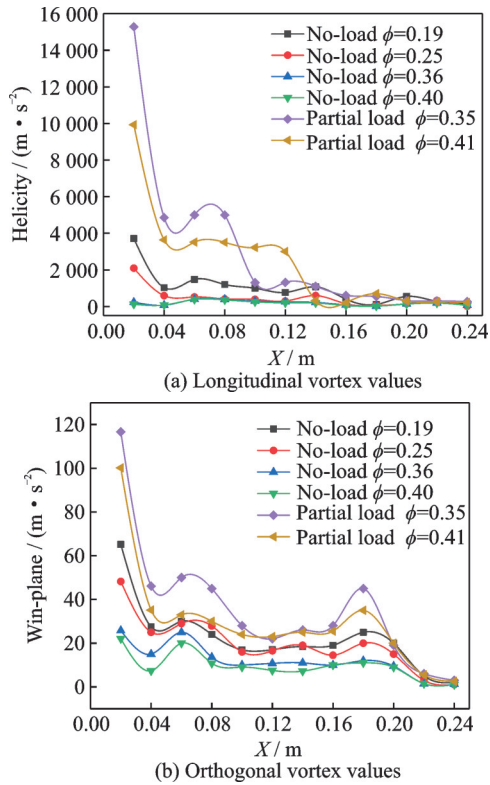 16 000
14 000
12 000
10 000
8 000
6 000
4 000
2 000
0
Helicity / (m • s⁻²)
No-load ϕ=0.19
No-load ϕ=0.25
No-load ϕ=0.36
No-load ϕ=0.40
Partial load ϕ=0.35
Partial load ϕ=0.41
0.00 0.04 0.08 0.12 0.16 0.20 0.24
X / m
(a) Longitudinal vortex values
120
100
80
60
40
20
0
Win-plane / (m • s⁻²)
No-load ϕ=0.19
No-load ϕ=0.25
No-load ϕ=0.36
No-load ϕ=0.40
Partial load ϕ=0.35
Partial load ϕ=0.41
0.00 0.04 0.08 0.12 0.16 0.20 0.24
X / m
(b) Orthogonal vortex values